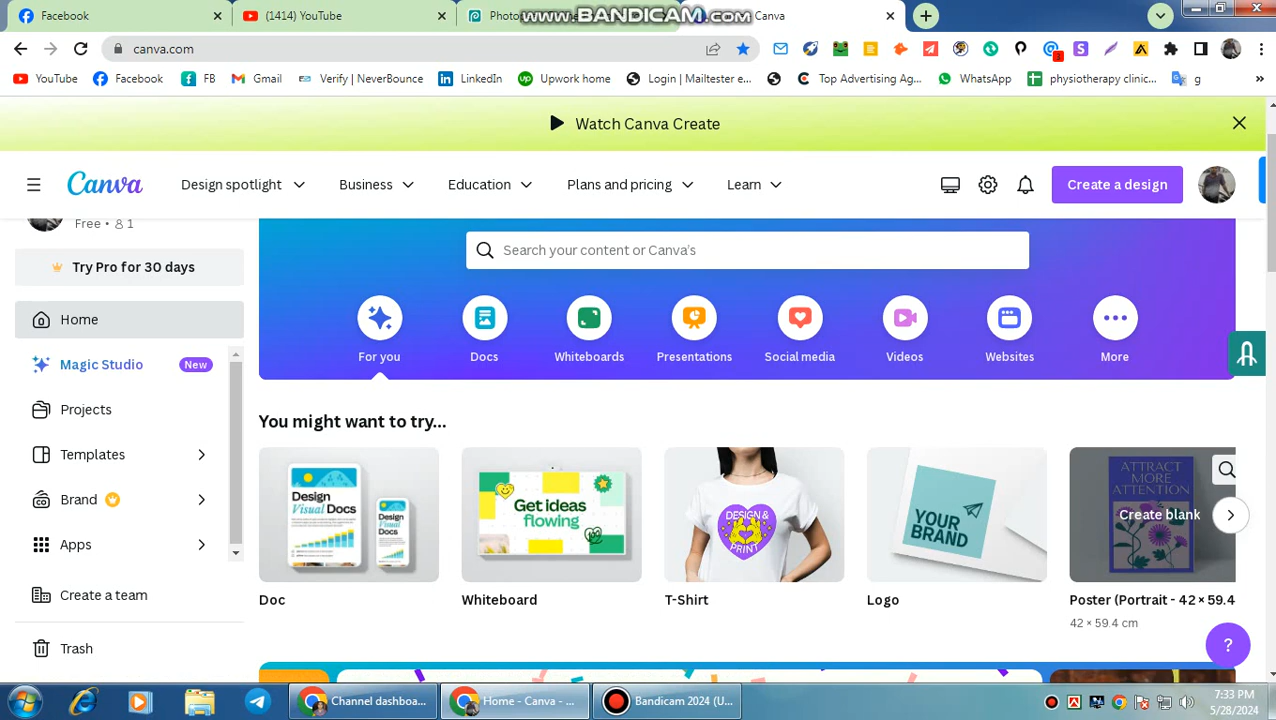 Facebook
(1414) YouTube
Photo
www.BANDICAM.com
Canva
canva.com
3
YouTube
Facebook
FB
Gmail
Verify | NeverBounce
LinkedIn
Upwork home
Login | Mailtester e...
Top Advertising Ag...
WhatsApp
physiotherapy clinic...
g
Watch Canva Create
Canva
Design spotlight
Business
Education
Plans and pricing
Learn
Create a design
Free • 1
Try Pro for 30 days
Search your content or Canva's
Home
Magic Studio
New
Projects
Templates
Brand
Apps
Create a team
Trash
For you
Docs
Whiteboards
Presentations
Social media
Videos
Websites
More
You might want to try...
Design
Visual Docs
Design
Visual Docs
Get ideas
flowing
DESIGN &
PRINT
YOUR
BRAND
ATTRACT
MORE
ATTENTION
Create blank
Doc
Whiteboard
T-Shirt
Logo
Poster (Portrait - 42 × 59.4
42 × 59.4 cm
?
Channel dashboa...
Home - Canva - ...
Bandicam 2024 (U...
7:33 PM
5/28/2024